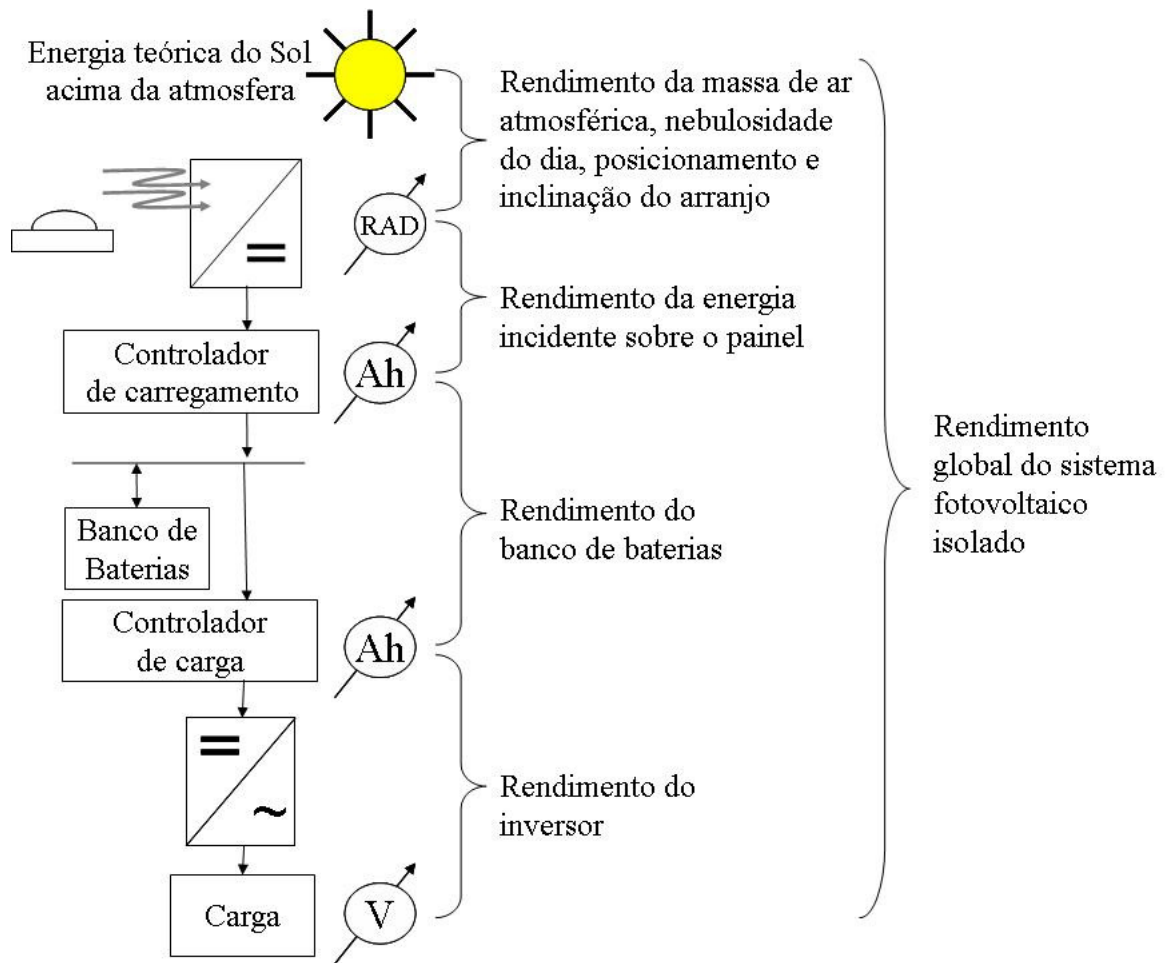 Energia teórica do Sol
acima da atmosfera
Rendimento da massa de ar
atmosférica, nebulosidade
do dia, posicionamento e
inclinação do arranjo
RAD
=
Rendimento da energia
incidente sobre o painel
Controlador
de carregamento
Ah
Rendimento
global do sistema
fotovoltaico
isolado
Banco de
Baterias
Rendimento do
banco de baterias
Controlador
de carga
Ah
=
~
Rendimento do
inversor
Carga
V